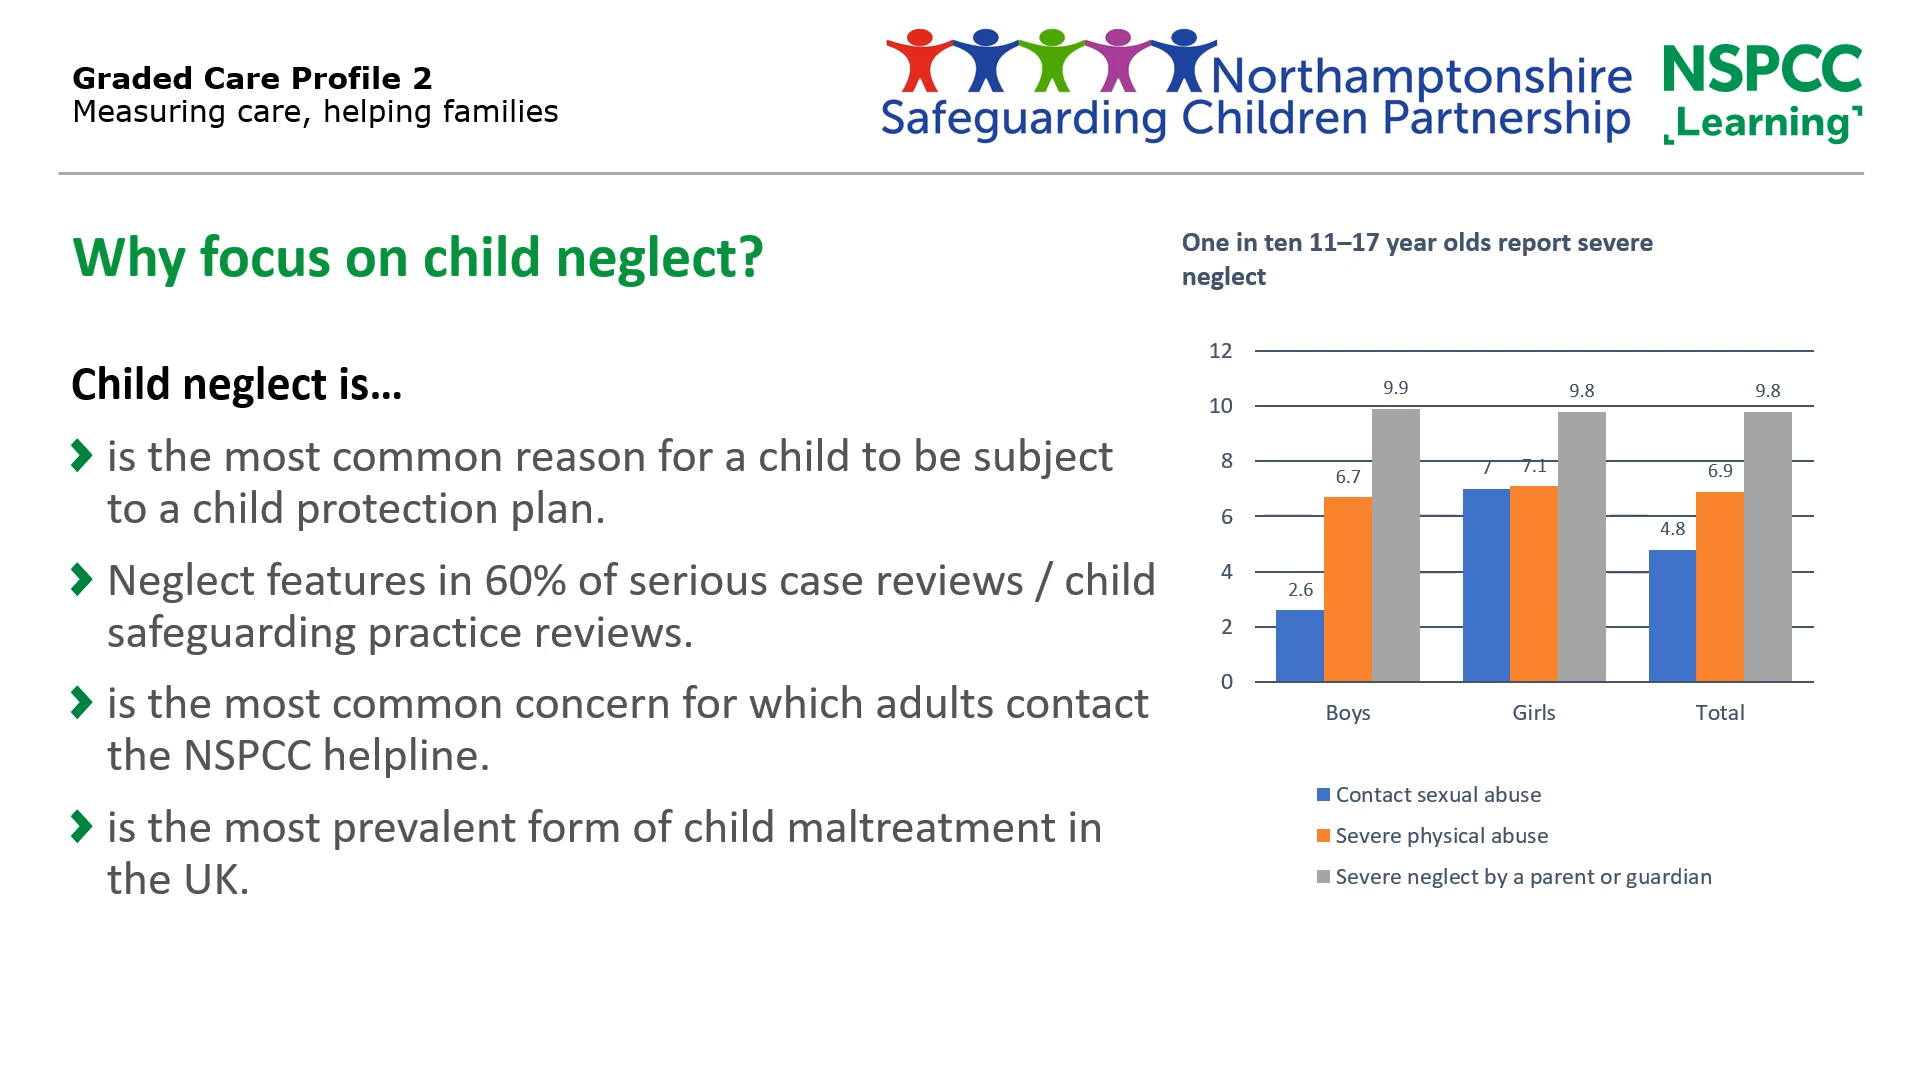 Graded Care Profile 2
Measuring care, helping families
Northamptonshire
Safeguarding Children Partnership
NSPCC
Learning
Why focus on child neglect?
Child neglect is...
is the most common reason for a child to be subject
to a child protection plan.
Neglect features in 60% of serious case reviews / child
safeguarding practice reviews.
is the most common concern for which adults contact
the NSPCC helpline.
is the most prevalent form of child maltreatment in
the UK.
One in ten 11–17 year olds report severe
neglect
12
10
8
6
4
2
0
2.6
6.7
9.9
7
7.1
9.8
4.8
6.9
9.8
Boys
Girls
Total
Contact sexual abuse
Severe physical abuse
Severe neglect by a parent or guardian